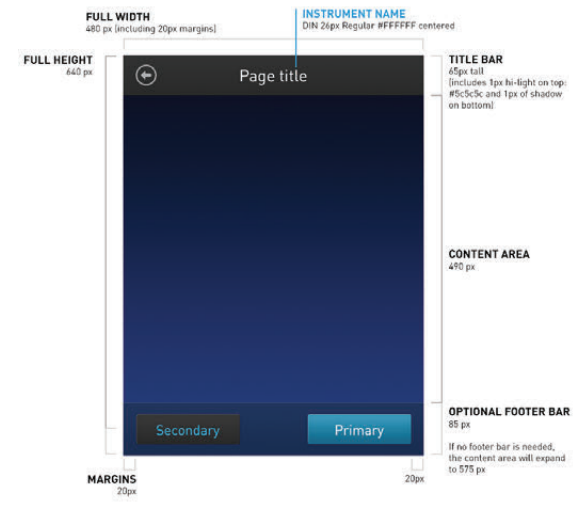 FULL WIDTH
480 px (including 20px margins)
INSTRUMENT NAME
DIN 26px Regular #FFFFFF centered
FULL HEIGHT
640 px
Page title
TITLE BAR
65px tall
(includes 1px hi-light on top:
#5c5c5c and 1px of shadow
on bottom)
CONTENT AREA
490 px
Secondary
Primary
OPTIONAL FOOTER BAR
85 px
If no footer bar is needed,
the content area will expand
to 575 px
MARGINS
20px
20px